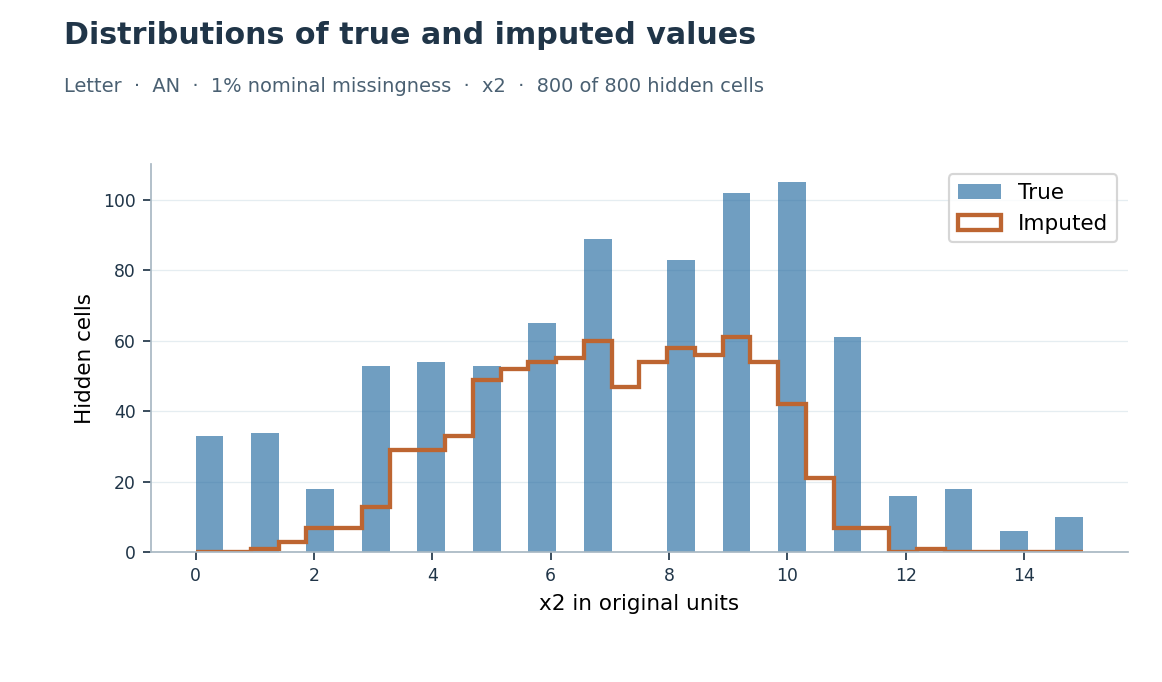 Distributions of true and imputed values
Letter · AN · 1% nominal missingness · x2 · 800 of 800 hidden cells
True
Imputed
Hidden cells
100
80
60
40
20
0
0 2 4 6 8 10 12 14
x2 in original units